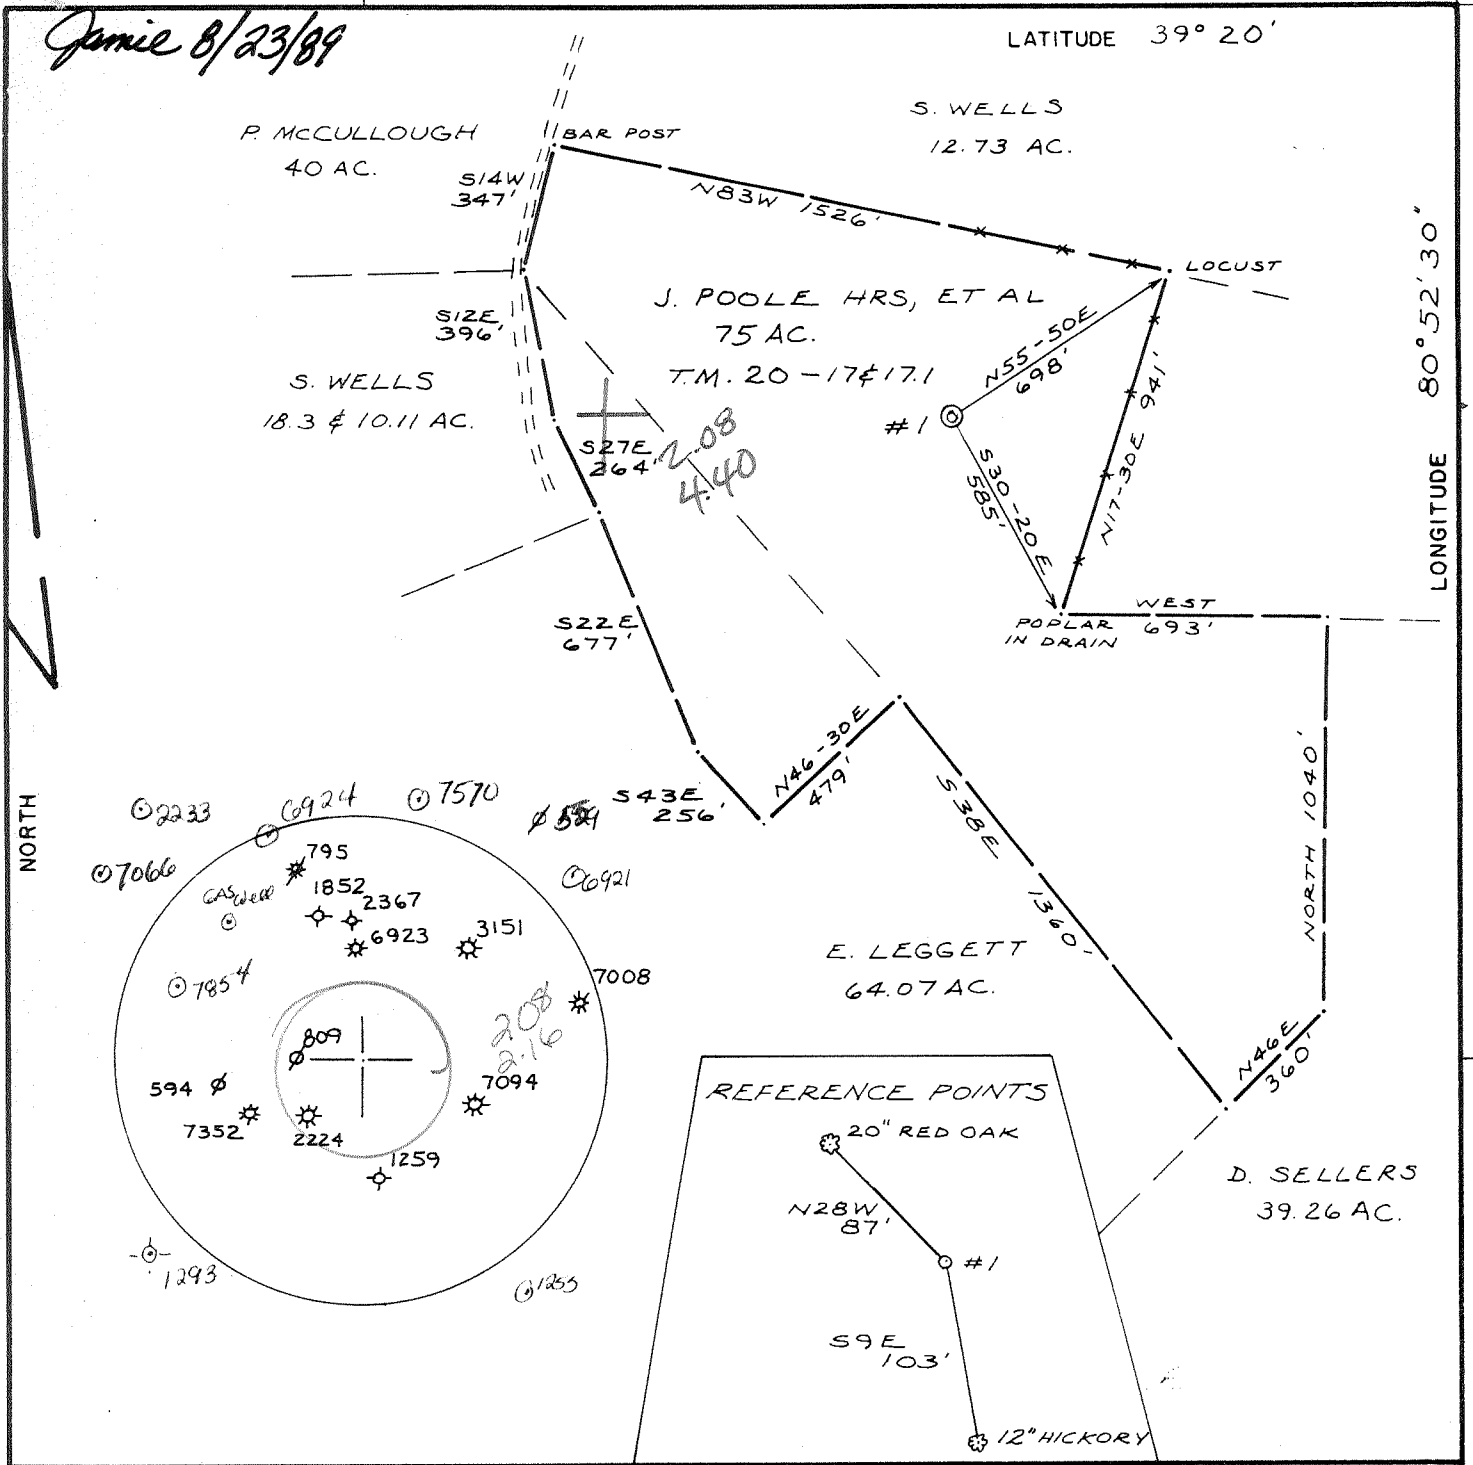 Jamie 8/23/89
LATITUDE 39° 20'
P. McCULLOUGH
40 AC.
BAR POST
S. WELLS
12.73 AC.
S14W
347'
N83W 1526'
LOCUST
80° 52' 30"
LONGITUDE
J. POOLE HRS, ET AL
75 AC.
T.M. 20-17&17.1
S12E
396'
S. WELLS
18.3 & 10.11 AC.
N55-50E
698'
#1
S30-20E
585'
N17-30E 941'
S27E
264'
2.08
4.40
POPLAR
IN DRAIN
WEST
693'
S22E
677'
N46-30E
479'
S43E
256'
S38E
1360'
NORTH 1040'
N46E
360'
E. LEGGETT
64.07 AC.
D. SELLERS
39.26 AC.
NORTH
2233
6924
7570
7066
795
6921
GAS Well
1852
2367
6923
3151
7854
7008
208
2.16
809
594
7094
7352
2224
1259
1293
1255
REFERENCE POINTS
20" RED OAK
N28W
87'
#1
S9E
103'
12" HICKORY